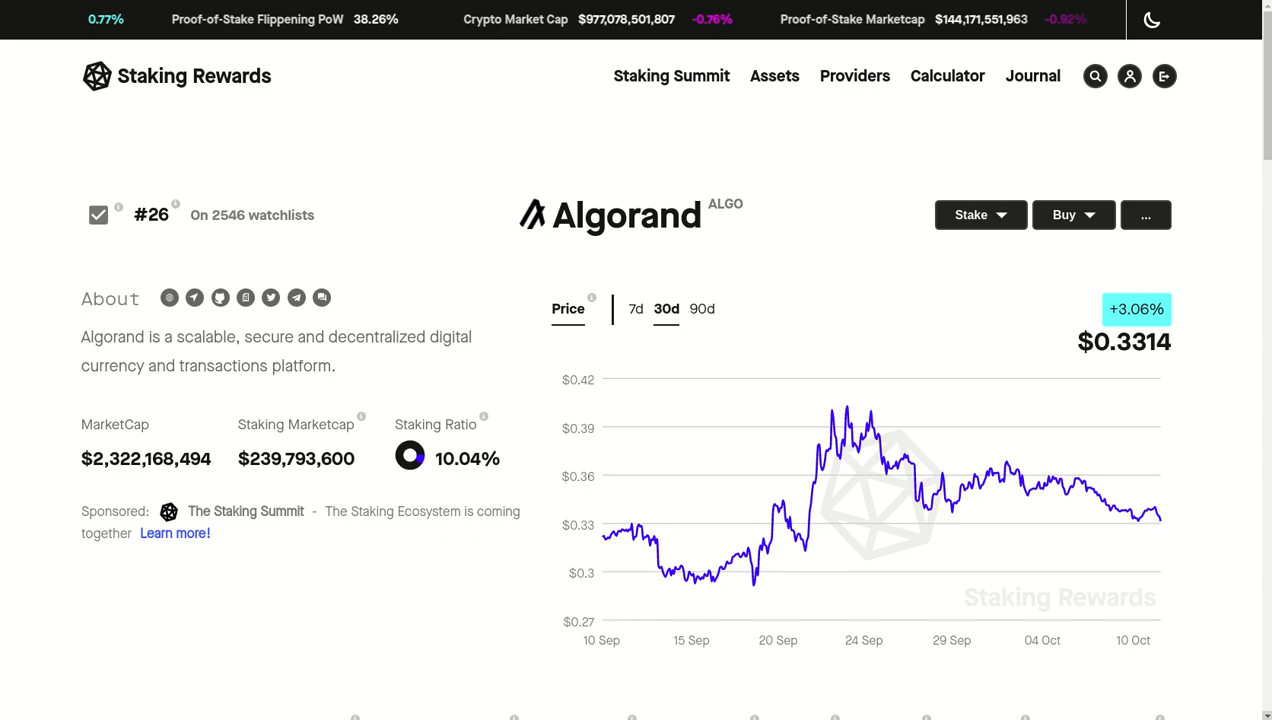 0.77% Proof-of-Stake Flippening PoW 38.26% Crypto Market Cap $977,078,501,807 -0.76% Proof-of-Stake Marketcap $144,171,551,963 -0.92%
Staking Rewards Staking Summit Assets Providers Calculator Journal
#26 On 2546 watchlists Algorand ALGO Stake Buy ...
About
Algorand is a scalable, secure and decentralized digital
currency and transactions platform.
MarketCap Staking Marketcap Staking Ratio
$2,322,168,494 $239,793,600 10.04%
Sponsored: The Staking Summit - The Staking Ecosystem is coming
together Learn more!
Price 7d 30d 90d +3.06%
$0.3314
$0.42
$0.39
$0.36
$0.33
$0.3
Staking Rewards
$0.27
10 Sep 15 Sep 20 Sep 24 Sep 29 Sep 04 Oct 10 Oct